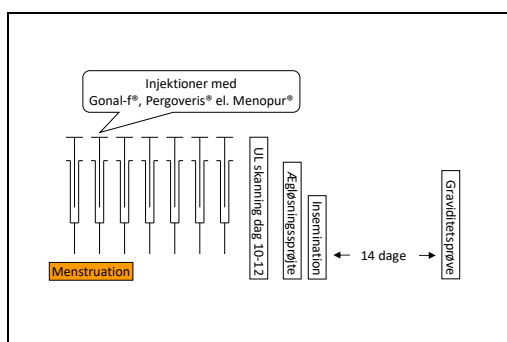 Injektioner med
Gonal-f®, Pergoveris® el. Menopur®
UL skanning dag 10-12
Ægløsningssprøjte
Insemination
14 dage
Graviditetsprøve
Menstruation